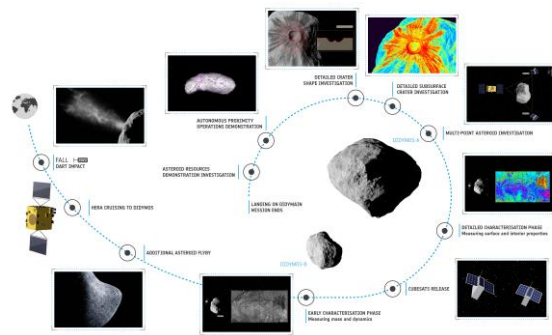 DETAILED CRATER
SHAPE INVESTIGATION
DETAILED SUBSURFACE
CRATER INVESTIGATION
AUTONOMOUS PROXIMITY
OPERATIONS DEMONSTRATION
MULTI-POINT ASTEROID INVESTIGATION
DIDYMOS-A
FALL
DART IMPACT
ASTEROID RESOURCES
DEMONSTRATION INVESTIGATION
HERA CRUISING TO DIDYMOS
LANDING ON DIDYMAIN
MISSION ENDS
DETAILED CHARACTERISATION PHASE
Measuring surface and interior properties
ADDITIONAL ASTEROID FLYBY
DIDYMOS-B
CUBESATS RELEASE
EARLY CHARACTERISATION PHASE
Measuring mass and dynamics